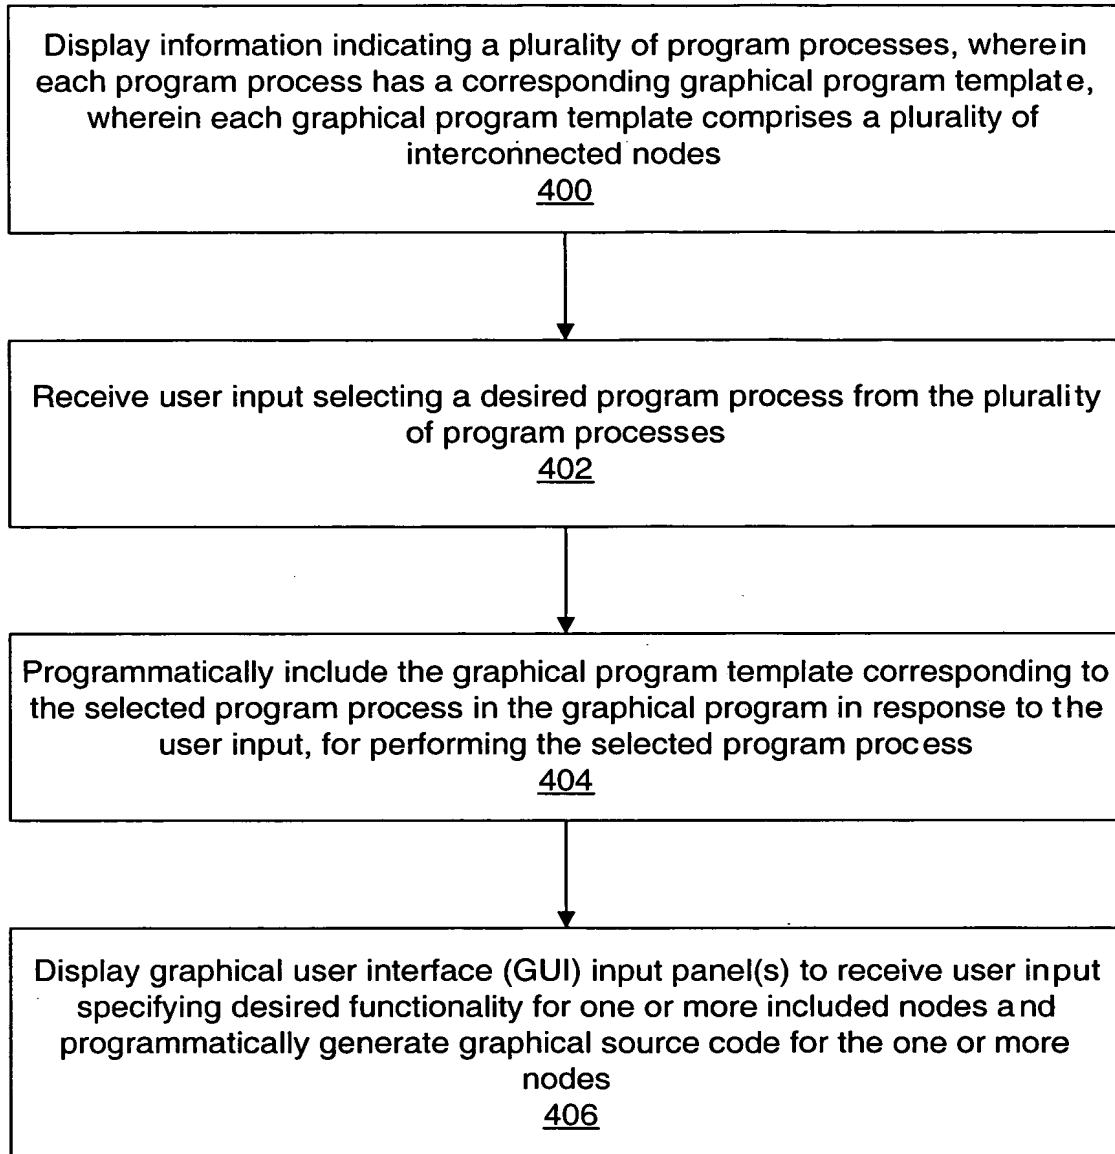 Display information indicating a plurality of program processes, wherein
each program process has a corresponding graphical program template,
wherein each graphical program template comprises a plurality of
interconnected nodes
400
Receive user input selecting a desired program process from the plurality
of program processes
402
Programmatically include the graphical program template corresponding to
the selected program process in the graphical program in response to the
user input, for performing the selected program process
404
Display graphical user interface (GUI) input panel(s) to receive user input
specifying desired functionality for one or more included nodes and
programmatically generate graphical source code for the one or more
nodes
406